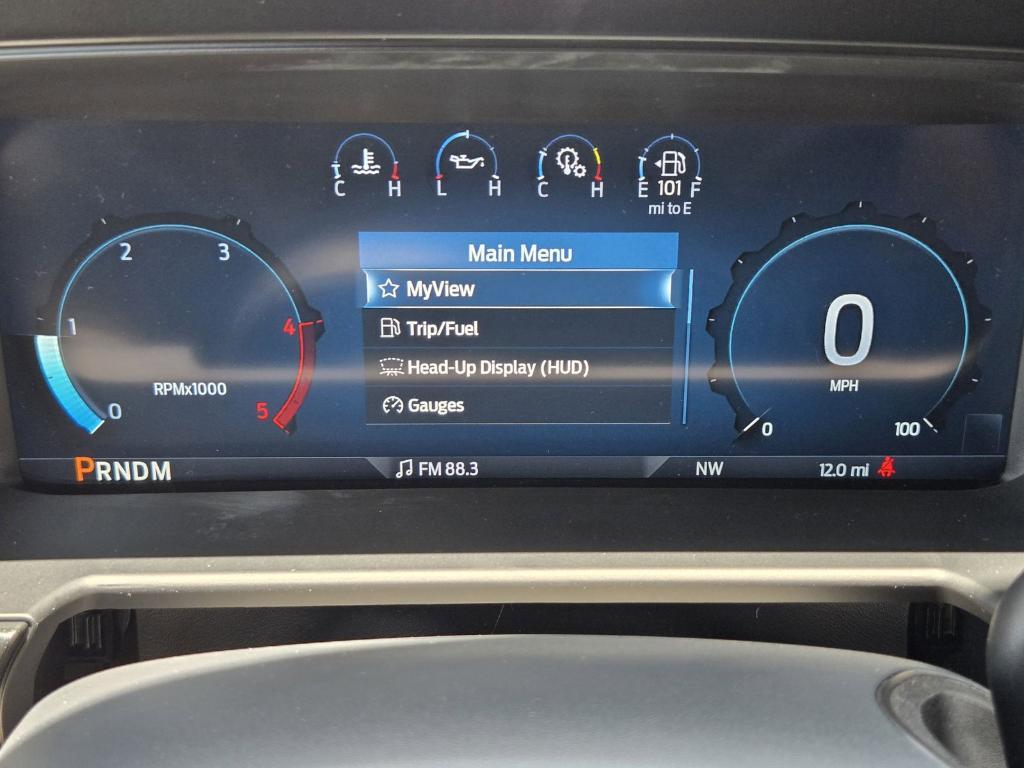 C H
L H
C H
E 101 F
mi to E
Main Menu
MyView
Trip/Fuel
Head-Up Display (HUD)
Gauges
0
1
2
3
4
5
RPMx1000
0
MPH
0
100
PRNDM
FM 88.3
NW
12.0 mi